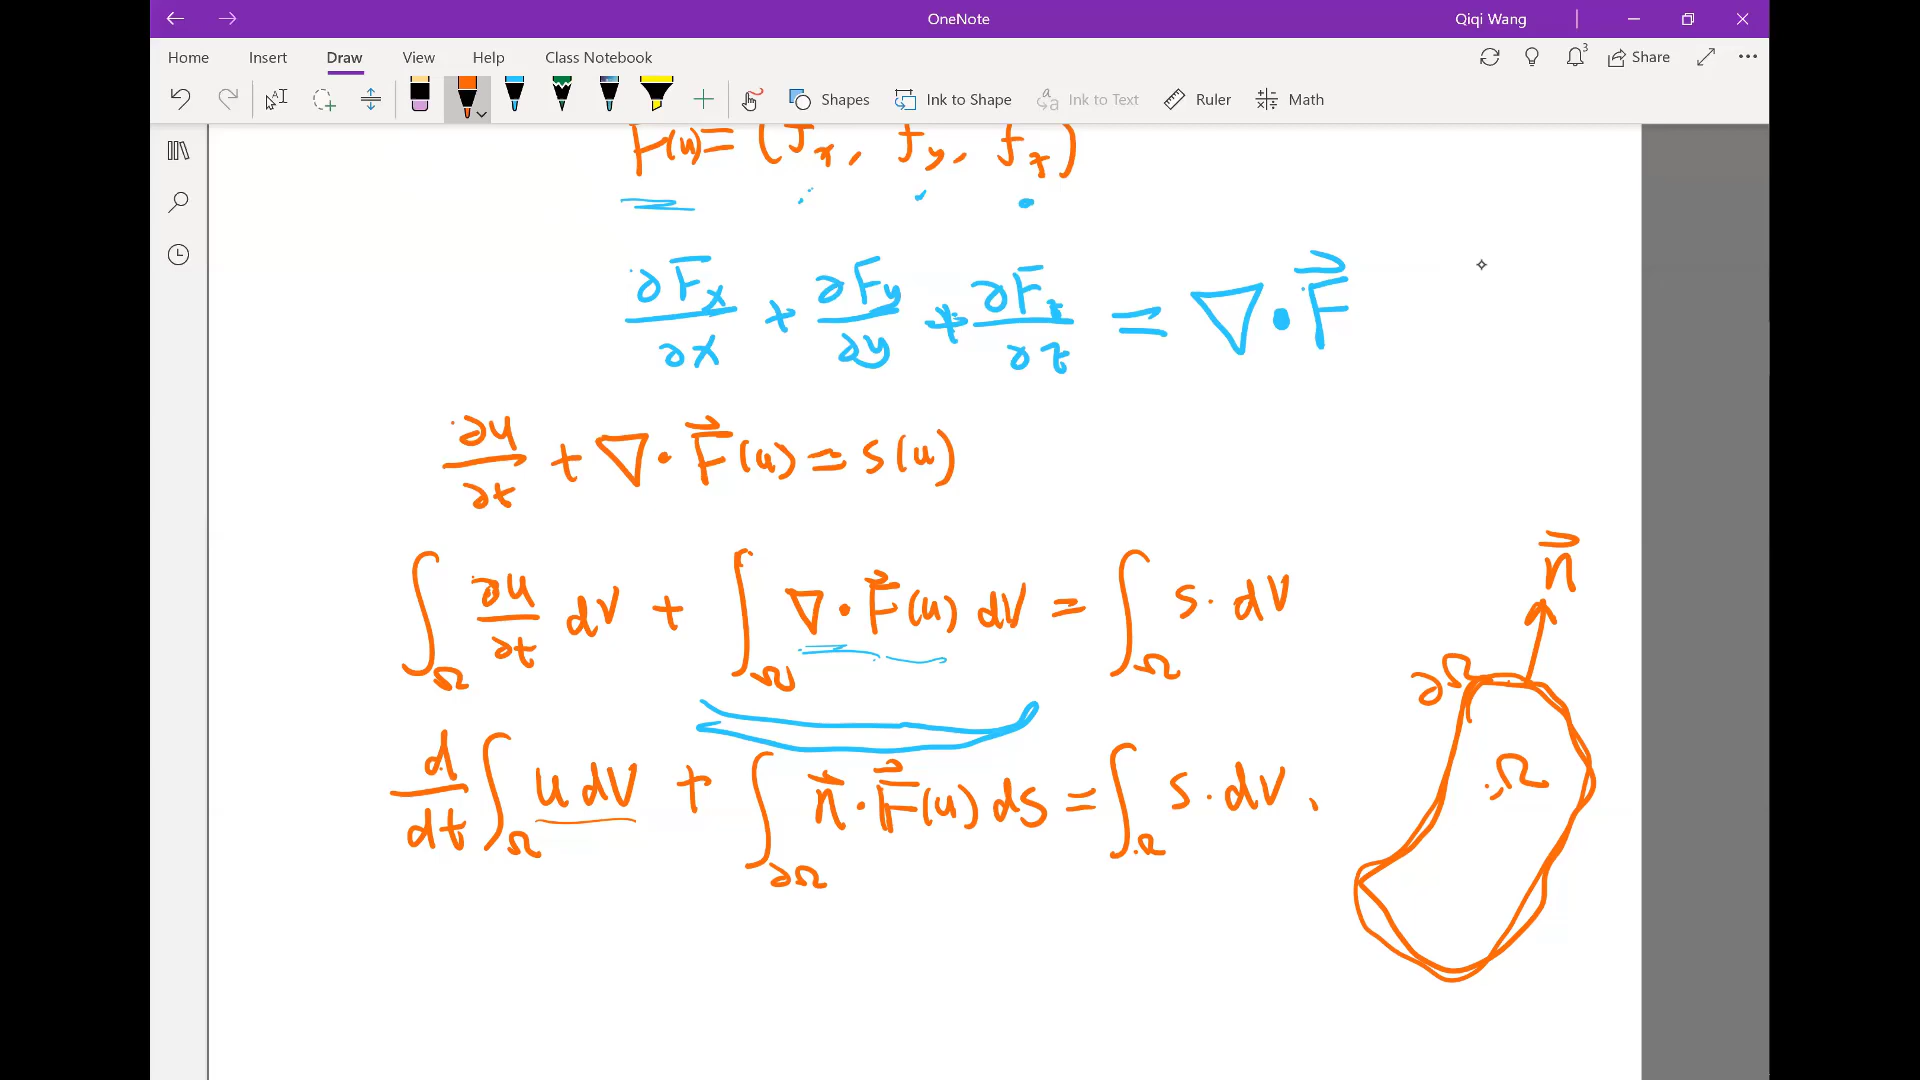 OneNote
Qiqi Wang
Home Insert Draw View Help Class Notebook
3
Share
Shapes Ink to Shape Ink to Text Ruler Math
F(u) = (f_x, f_y, f_z)
∂F_x/∂x + ∂F_y/∂y + ∂F_z/∂z = ∇·F⃗
∂u/∂t + ∇·F⃗(u) = s(u)
n⃗
∫_Ω ∂u/∂t dV + ∫_Ω ∇·F⃗(u) dV = ∫_Ω s·dV
∂Ω
Ω
d/dt ∫_Ω u dV + ∫_∂Ω n⃗·F⃗(u) ds = ∫_Ω s·dV,